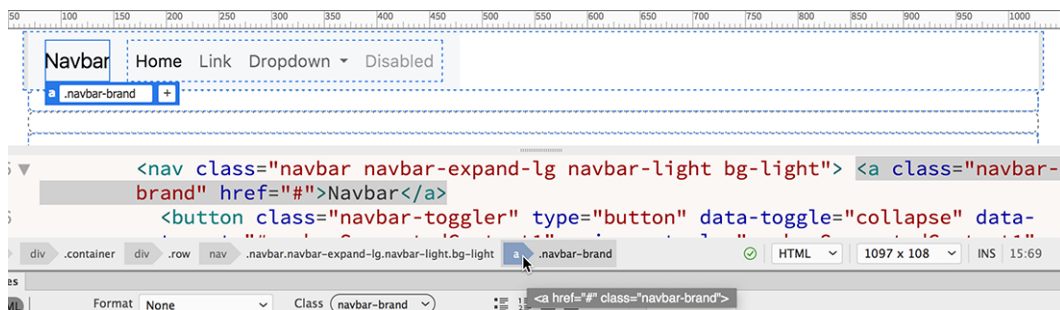 50 100 150 200 250 300 350 400 450 500 550 600 650 700 750 800 850 900 950 1000
Navbar Home Link Dropdown Disabled
a .navbar-brand +
<nav class="navbar navbar-expand-lg navbar-light bg-light"> <a class="navbar-
brand" href="#">Navbar</a>
<button class="navbar-toggler" type="button" data-toggle="collapse" data-
div .container div .row nav .navbar.navbar-expand-lg.navbar-light.bg-light a .navbar-brand HTML 1097 x 108 INS 15:69
es
<a href="#" class="navbar-brand">
Format None Class navbar-brand